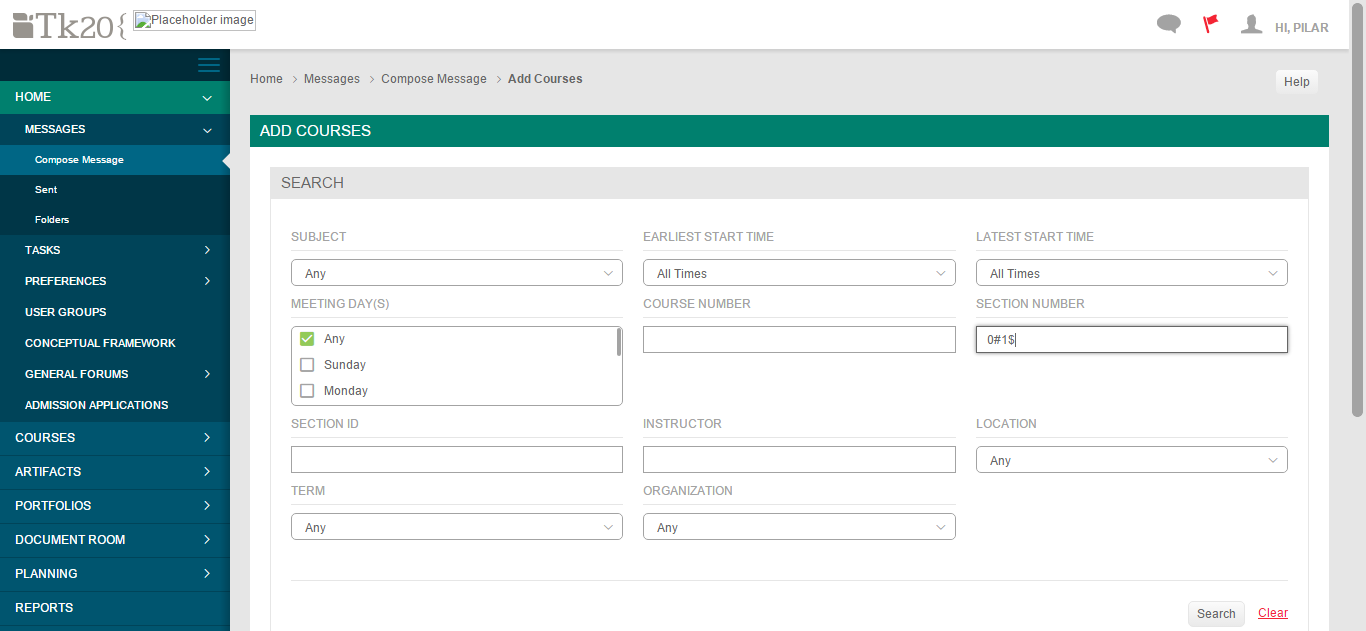 Tk20{
Placeholder image
HI, PILAR
Home > Messages > Compose Message > Add Courses
Help
HOME
MESSAGES
Compose Message
Sent
Folders
TASKS
PREFERENCES
USER GROUPS
CONCEPTUAL FRAMEWORK
GENERAL FORUMS
ADMISSION APPLICATIONS
COURSES
ARTIFACTS
PORTFOLIOS
DOCUMENT ROOM
PLANNING
REPORTS
ADD COURSES
SEARCH
SUBJECT
Any
EARLIEST START TIME
All Times
LATEST START TIME
All Times
MEETING DAY(S)
Any
Sunday
Monday
COURSE NUMBER
SECTION NUMBER
0#1$
SECTION ID
INSTRUCTOR
LOCATION
Any
TERM
Any
ORGANIZATION
Any
Search
Clear